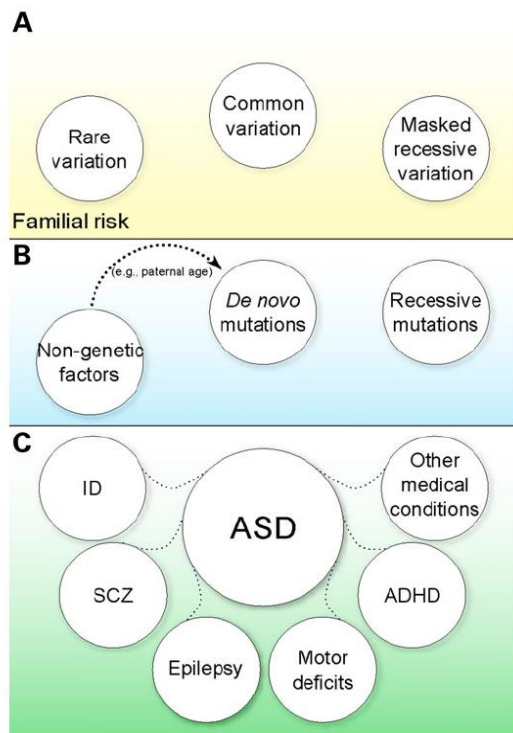 A
Common
variation
Rare
variation
Masked
recessive
variation
Familial risk
B
(e.g., paternal age)
De novo
mutations
Recessive
mutations
Non-genetic
factors
C
ID
ASD
Other
medical
conditions
SCZ
ADHD
Epilepsy
Motor
deficits